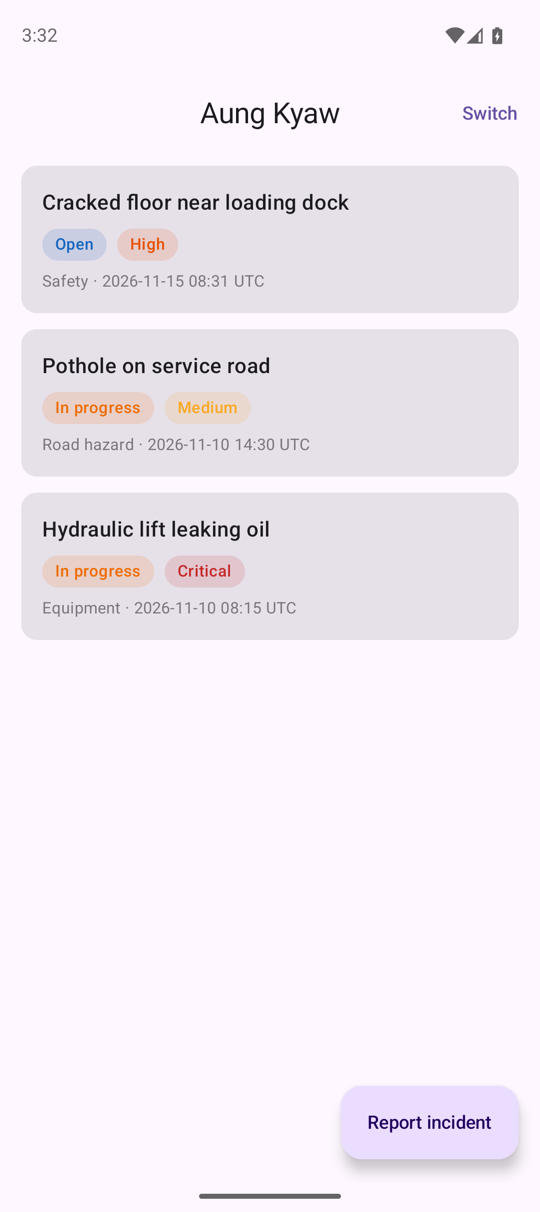 3:32
Aung Kyaw
Switch
Cracked floor near loading dock
Open High
Safety · 2026-11-15 08:31 UTC
Pothole on service road
In progress Medium
Road hazard · 2026-11-10 14:30 UTC
Hydraulic lift leaking oil
In progress Critical
Equipment · 2026-11-10 08:15 UTC
Report incident